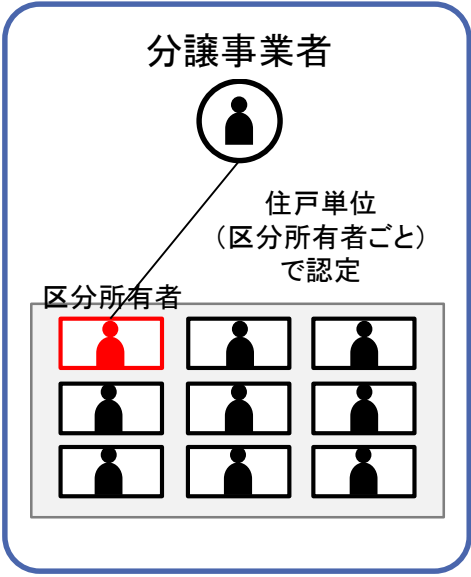 分譲事業者
住戸単位
（区分所有者ごと）
で認定
区分所有者